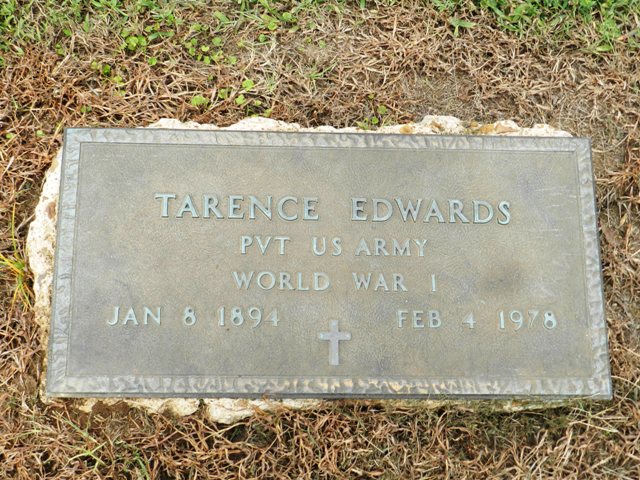 TARENCE EDWARDS
PVT US ARMY
WORLD WAR I
JAN 8 1894 FEB 4 1978